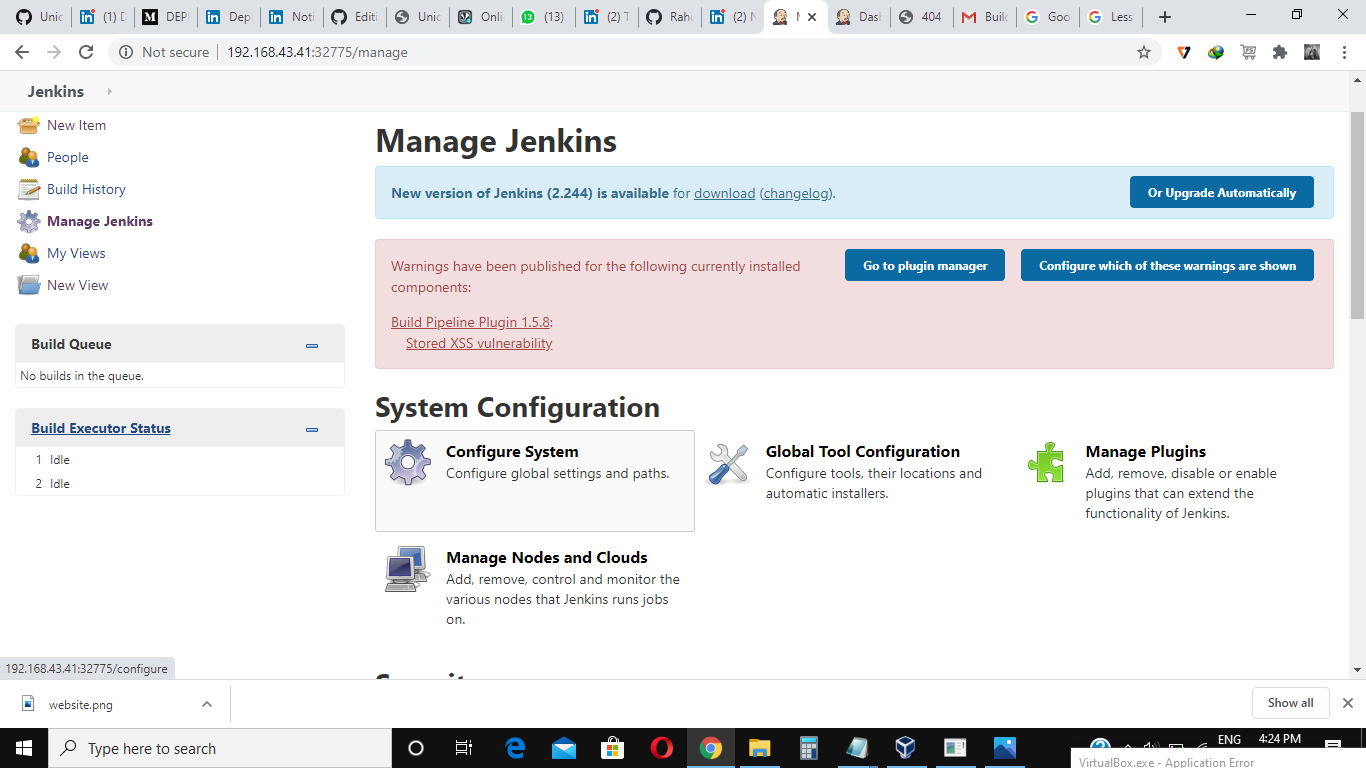 Unic
(1) D
DEP
Dep
Noti
Editi
Unic
Onli
(13)
(2) T
Rahu
(2) N
Das
404
Builo
Goo
Less
Not secure
192.168.43.41:32775/manage
Jenkins
New Item
People
Build History
Manage Jenkins
My Views
New View
Build Queue
No builds in the queue.
Build Executor Status
1 Idle
2 Idle
Manage Jenkins
New version of Jenkins (2.244) is available for download (changelog).
Or Upgrade Automatically
Warnings have been published for the following currently installed
components:
Go to plugin manager
Configure which of these warnings are shown
Build Pipeline Plugin 1.5.8:
Stored XSS vulnerability
System Configuration
Configure System
Configure global settings and paths.
Global Tool Configuration
Configure tools, their locations and
automatic installers.
Manage Plugins
Add, remove, disable or enable
plugins that can extend the
functionality of Jenkins.
Manage Nodes and Clouds
Add, remove, control and monitor the
various nodes that Jenkins runs jobs
on.
Security
192.168.43.41:32775/configure
website.png
Show all
Type here to search
ENG
4:24 PM
VirtualBox.exe - Application Error